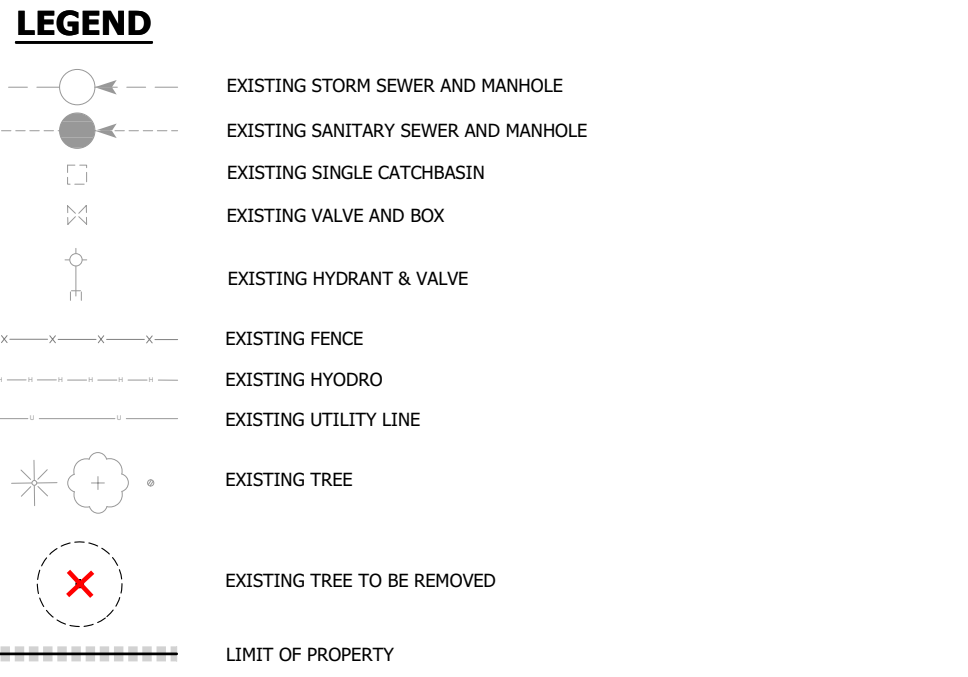 LEGEND
EXISTING STORM SEWER AND MANHOLE
EXISTING SANITARY SEWER AND MANHOLE
EXISTING SINGLE CATCHBASIN
EXISTING VALVE AND BOX
EXISTING HYDRANT & VALVE
X X X X EXISTING FENCE
H H H H H H EXISTING HYODRO
U U EXISTING UTILITY LINE
EXISTING TREE
EXISTING TREE TO BE REMOVED
LIMIT OF PROPERTY